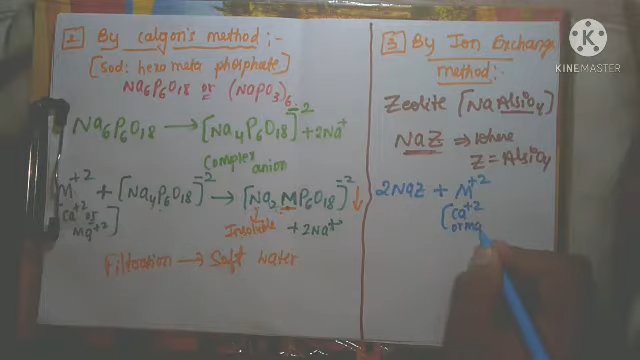 2 By calgon's method :-
[sod: hexa meta phosphate]
Na6P6O18 or (NaPO3)6
Na6P6O18 → [Na4P6O18]-2 + 2Na+
Complex
anion
M+2 + [Na4P6O18]-2 → [Na2MP6O18]-2 ↓
[Ca+2 or
Mg+2]
Insoluble + 2Na+
Filtration → Soft water
3 By Ion Exchange
method :-
Zeolite [NaAlSiO4]
NaZ ⇒ where
Z = AlSiO4
2NaZ + M+2
[Ca+2
or mg
KINEMASTER